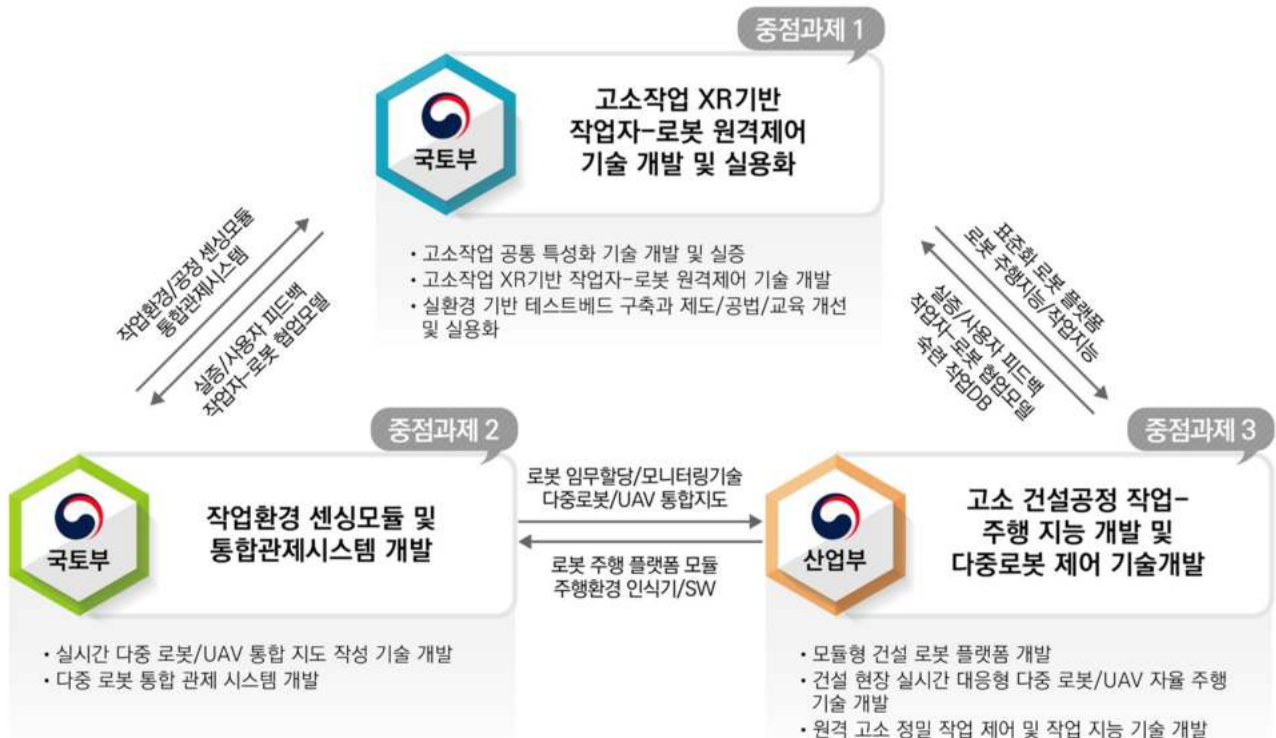 중점과제 1
국토부
고소작업 XR기반
작업자-로봇 원격제어
기술 개발 및 실용화
• 고소작업 공통 특성화 기술 개발 및 실증
• 고소작업 XR기반 작업자-로봇 원격제어 기술 개발
• 실환경 기반 테스트베드 구축과 제도/공법/교육 개선
및 실용화
작업환경/공정 센싱모듈
통합관제시스템
실증/사용자 피드백
작업자-로봇 협업모델
표준화 로봇 플랫폼
로봇 주행지능/작업지능
실증/사용자 피드백
작업자-로봇 협업모델
숙련 작업DB
중점과제 2
국토부
작업환경 센싱모듈 및
통합관제시스템 개발
• 실시간 다중 로봇/UAV 통합 지도 작성 기술 개발
• 다중 로봇 통합 관제 시스템 개발
로봇 임무할당/모니터링기술
다중로봇/UAV 통합지도
로봇 주행 플랫폼 모듈
주행환경 인식기/SW
중점과제 3
산업부
고소 건설공정 작업-
주행 지능 개발 및
다중로봇 제어 기술개발
• 모듈형 건설 로봇 플랫폼 개발
• 건설 현장 실시간 대응형 다중 로봇/UAV 자율 주행
기술 개발
• 원격 고소 정밀 작업 제어 및 작업 지능 기술 개발